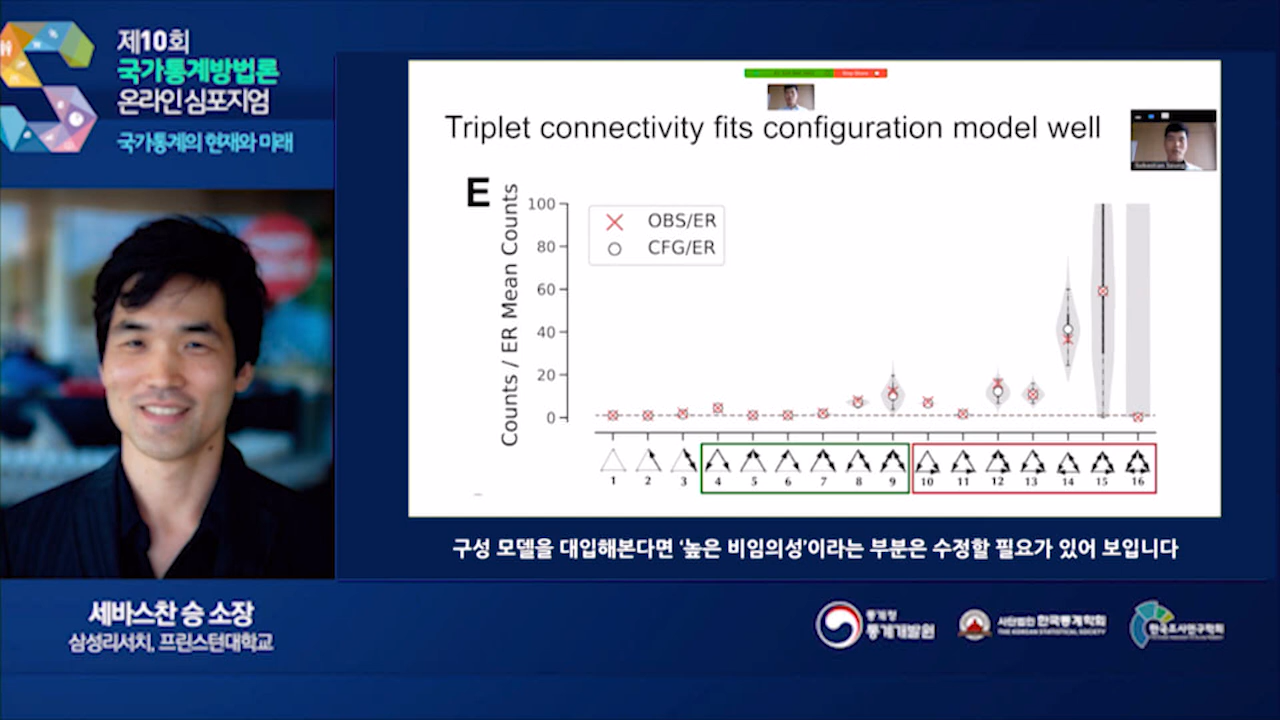 제10회
국가통계방법론
온라인 심포지엄
국가통계의 현재와 미래
Triplet connectivity fits configuration model well
Sebastian Seung
E
Counts / ER Mean Counts
100
80
60
40
20
0
OBS/ER
CFG/ER
1 2 3 4 5 6 7 8 9 10 11 12 13 14 15 16
구성 모델을 대입해본다면 ‘높은 비임의성’이라는 부분은 수정할 필요가 있어 보입니다
세바스찬 승 소장
삼성리서치, 프린스턴대학교
통계청
통계개발원
사단법인 한국통계학회
THE KOREAN STATISTICAL SOCIETY
한국조사연구학회